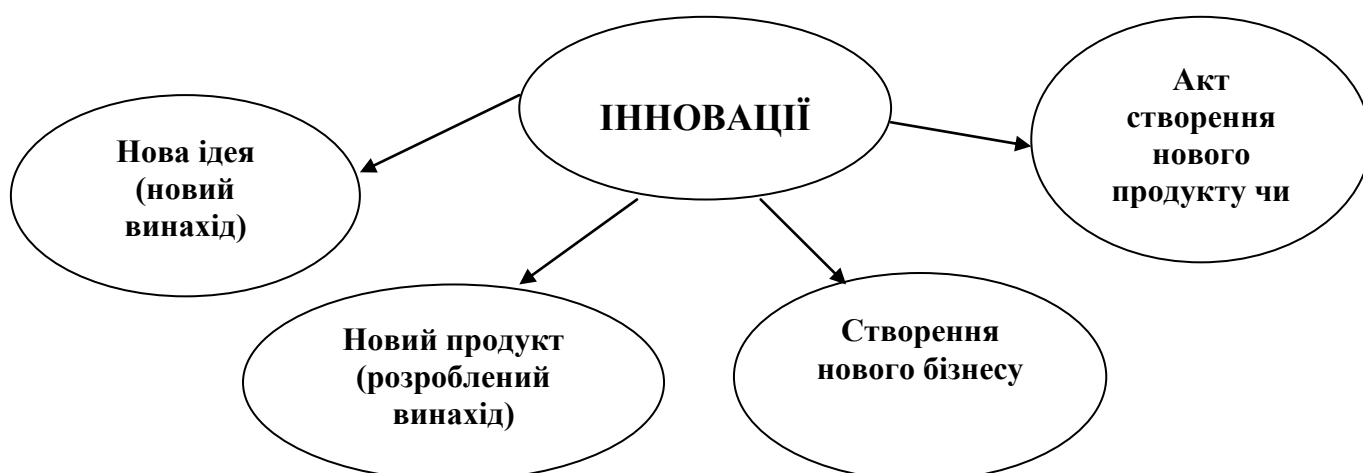 ІННОВАЦІЇ
Нова ідея
(новий
винахід)
Новий продукт
(розроблений
винахід)
Створення
нового бізнесу
Акт
створення
нового
продукту чи